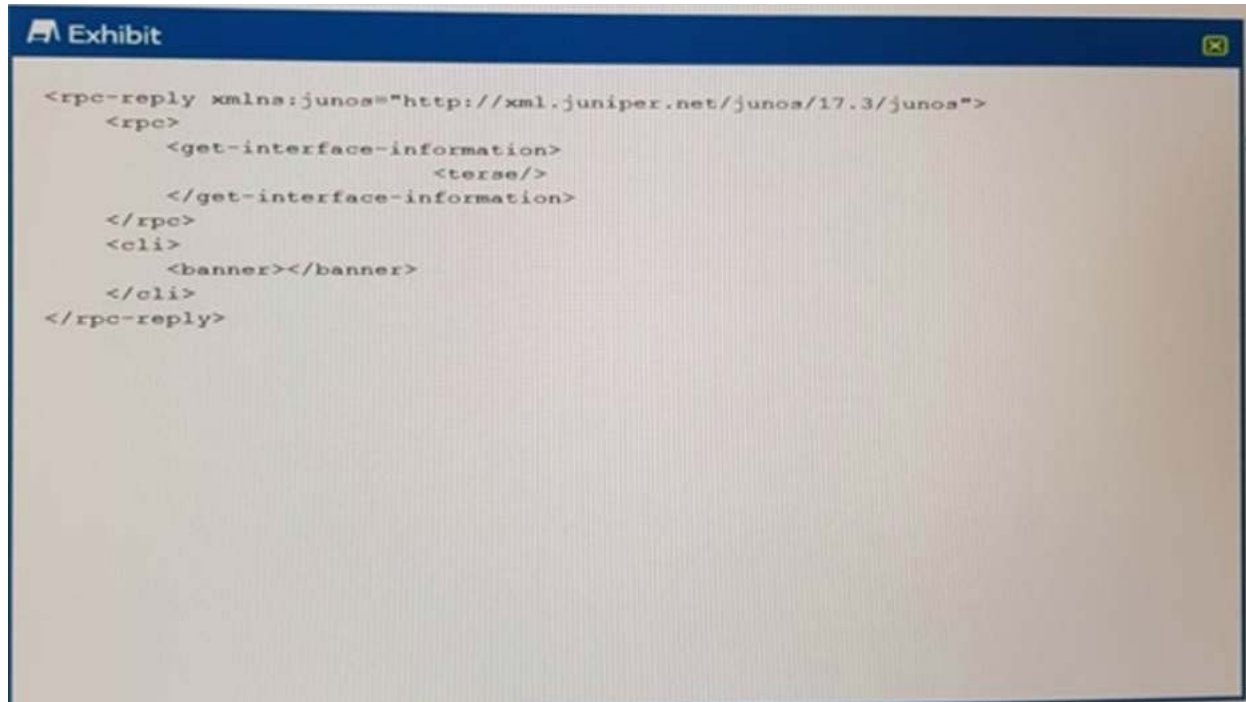 Exhibit
<rpc-reply xmlns:junos="http://xml.juniper.net/junos/17.3/junos">
<rpc>
<get-interface-information>
<terse/>
</get-interface-information>
</rpc>
<cli>
<banner></banner>
</cli>
</rpc-reply>